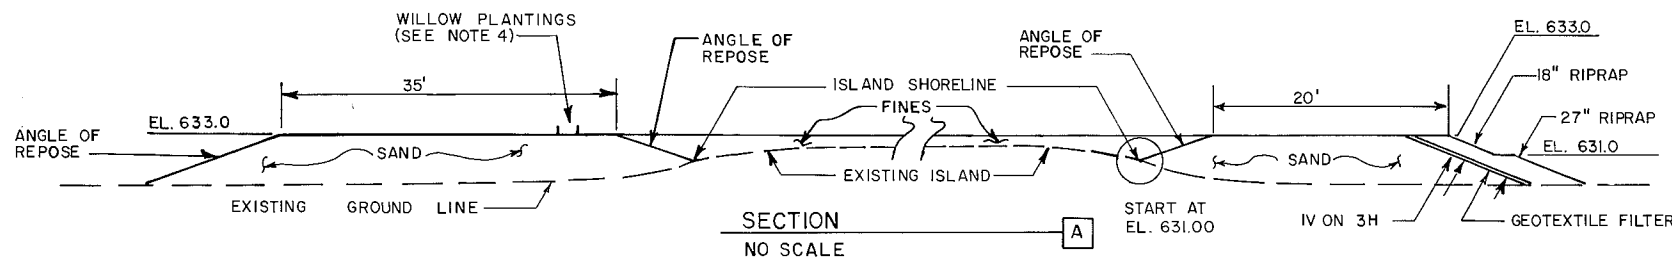 WILLOW PLANTINGS
(SEE NOTE 4)
ANGLE OF
REPOSE
ANGLE OF
REPOSE
EL. 633.0
18" RIPRAP
35'
ISLAND SHORELINE
20'
FINES
27" RIPRAP
ANGLE OF
REPOSE
EL. 633.0
EL. 631.0
SAND
SAND
EXISTING ISLAND
EXISTING GROUND LINE
START AT
EL. 631.00
1V ON 3H
GEOTEXTILE FILTER
SECTION
A
NO SCALE